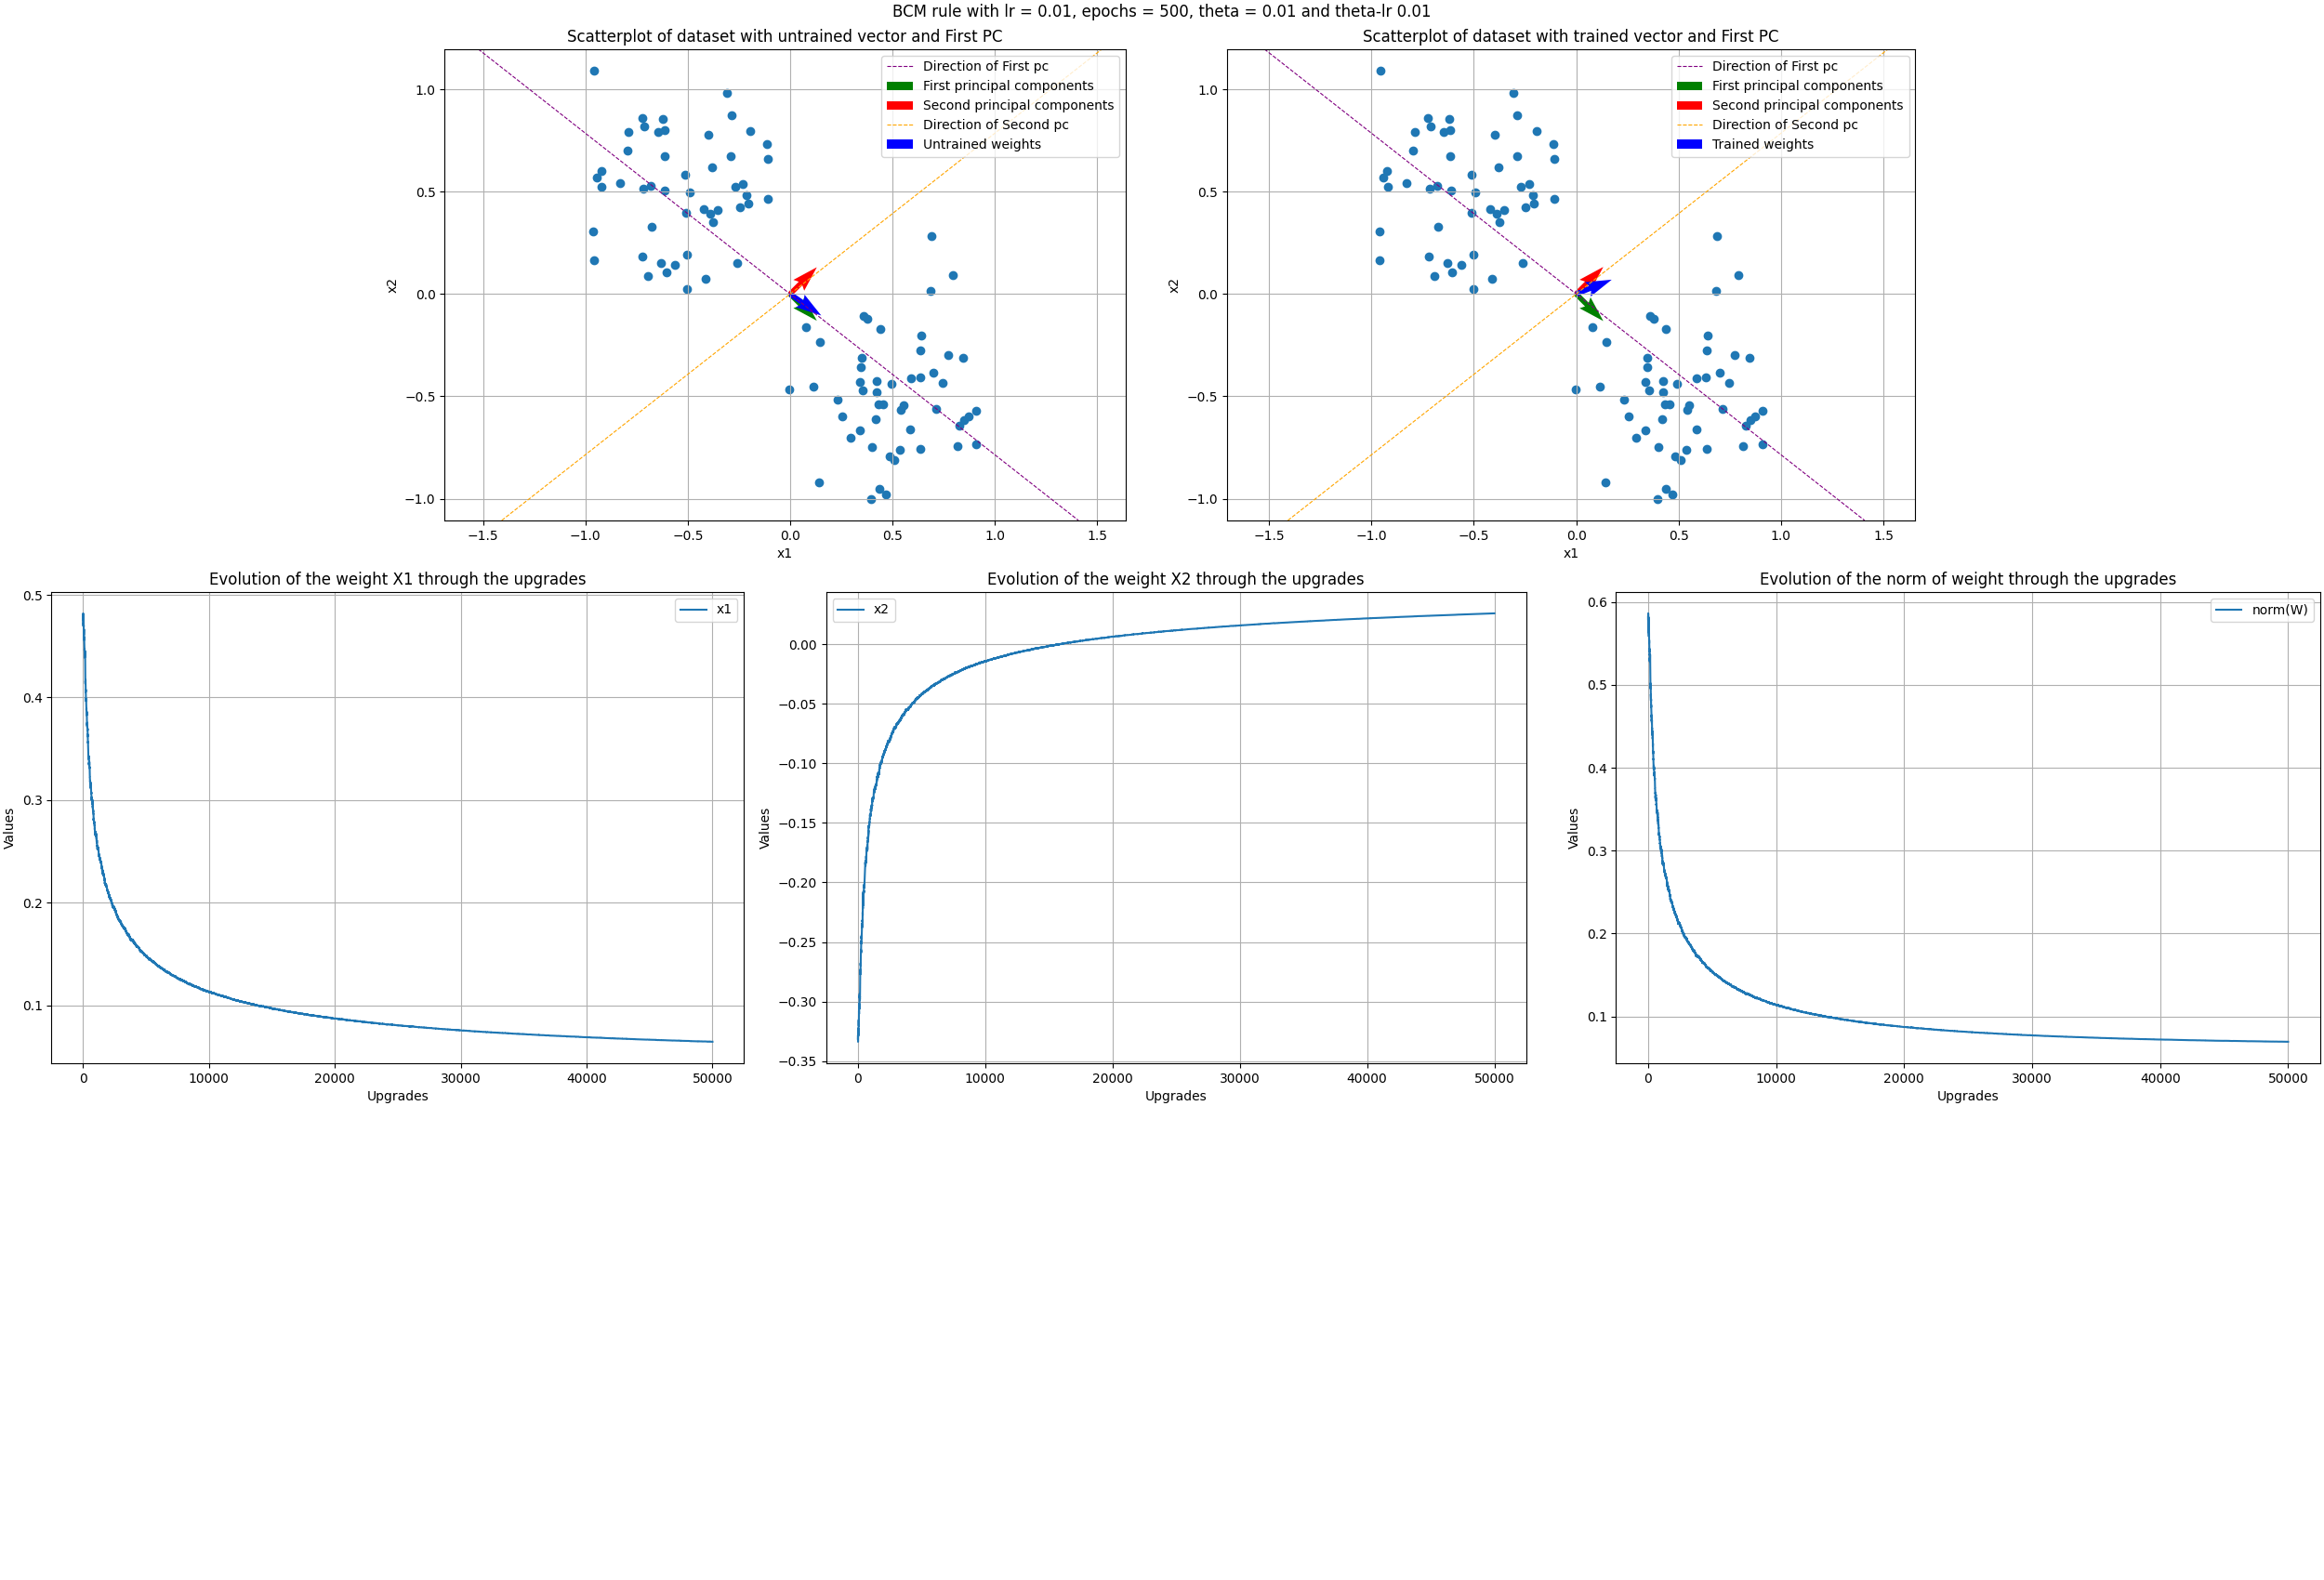 BCM rule with lr = 0.01, epochs = 500, theta = 0.01 and theta-lr 0.01
Scatterplot of dataset with untrained vector and First PC
Direction of First pc
First principal components
Second principal components
Direction of Second pc
Untrained weights
1.0
0.5
0.0
−0.5
−1.0
x2
−1.5
−1.0
−0.5
0.0
0.5
1.0
1.5
x1
Scatterplot of dataset with trained vector and First PC
Direction of First pc
First principal components
Second principal components
Direction of Second pc
Trained weights
1.0
0.5
0.0
−0.5
−1.0
x2
−1.5
−1.0
−0.5
0.0
0.5
1.0
1.5
x1
Evolution of the weight X1 through the upgrades
x1
0.5
0.4
0.3
0.2
0.1
Values
0
10000
20000
30000
40000
50000
Upgrades
Evolution of the weight X2 through the upgrades
x2
0.00
−0.05
−0.10
−0.15
−0.20
−0.25
−0.30
−0.35
Values
0
10000
20000
30000
40000
50000
Upgrades
Evolution of the norm of weight through the upgrades
norm(W)
0.6
0.5
0.4
0.3
0.2
0.1
Values
0
10000
20000
30000
40000
50000
Upgrades